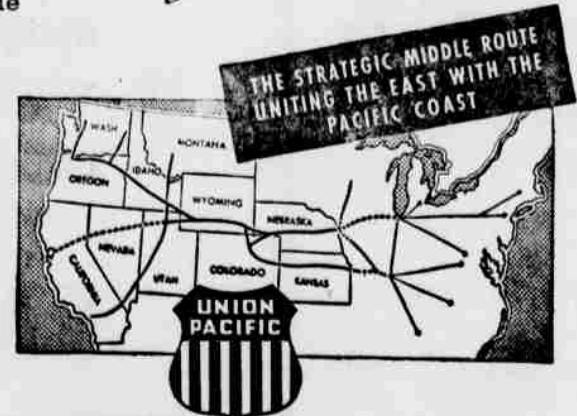 le
THE STRATEGIC MIDDLE ROUTE
UNITING THE EAST WITH THE
PACIFIC COAST
WASH
MONTANA
OREGON
IDAHO
WYOMING
NEBRASKA
NEVADA
CALIFORNIA
UTAH
COLORADO
KANSAS
UNION
PACIFIC